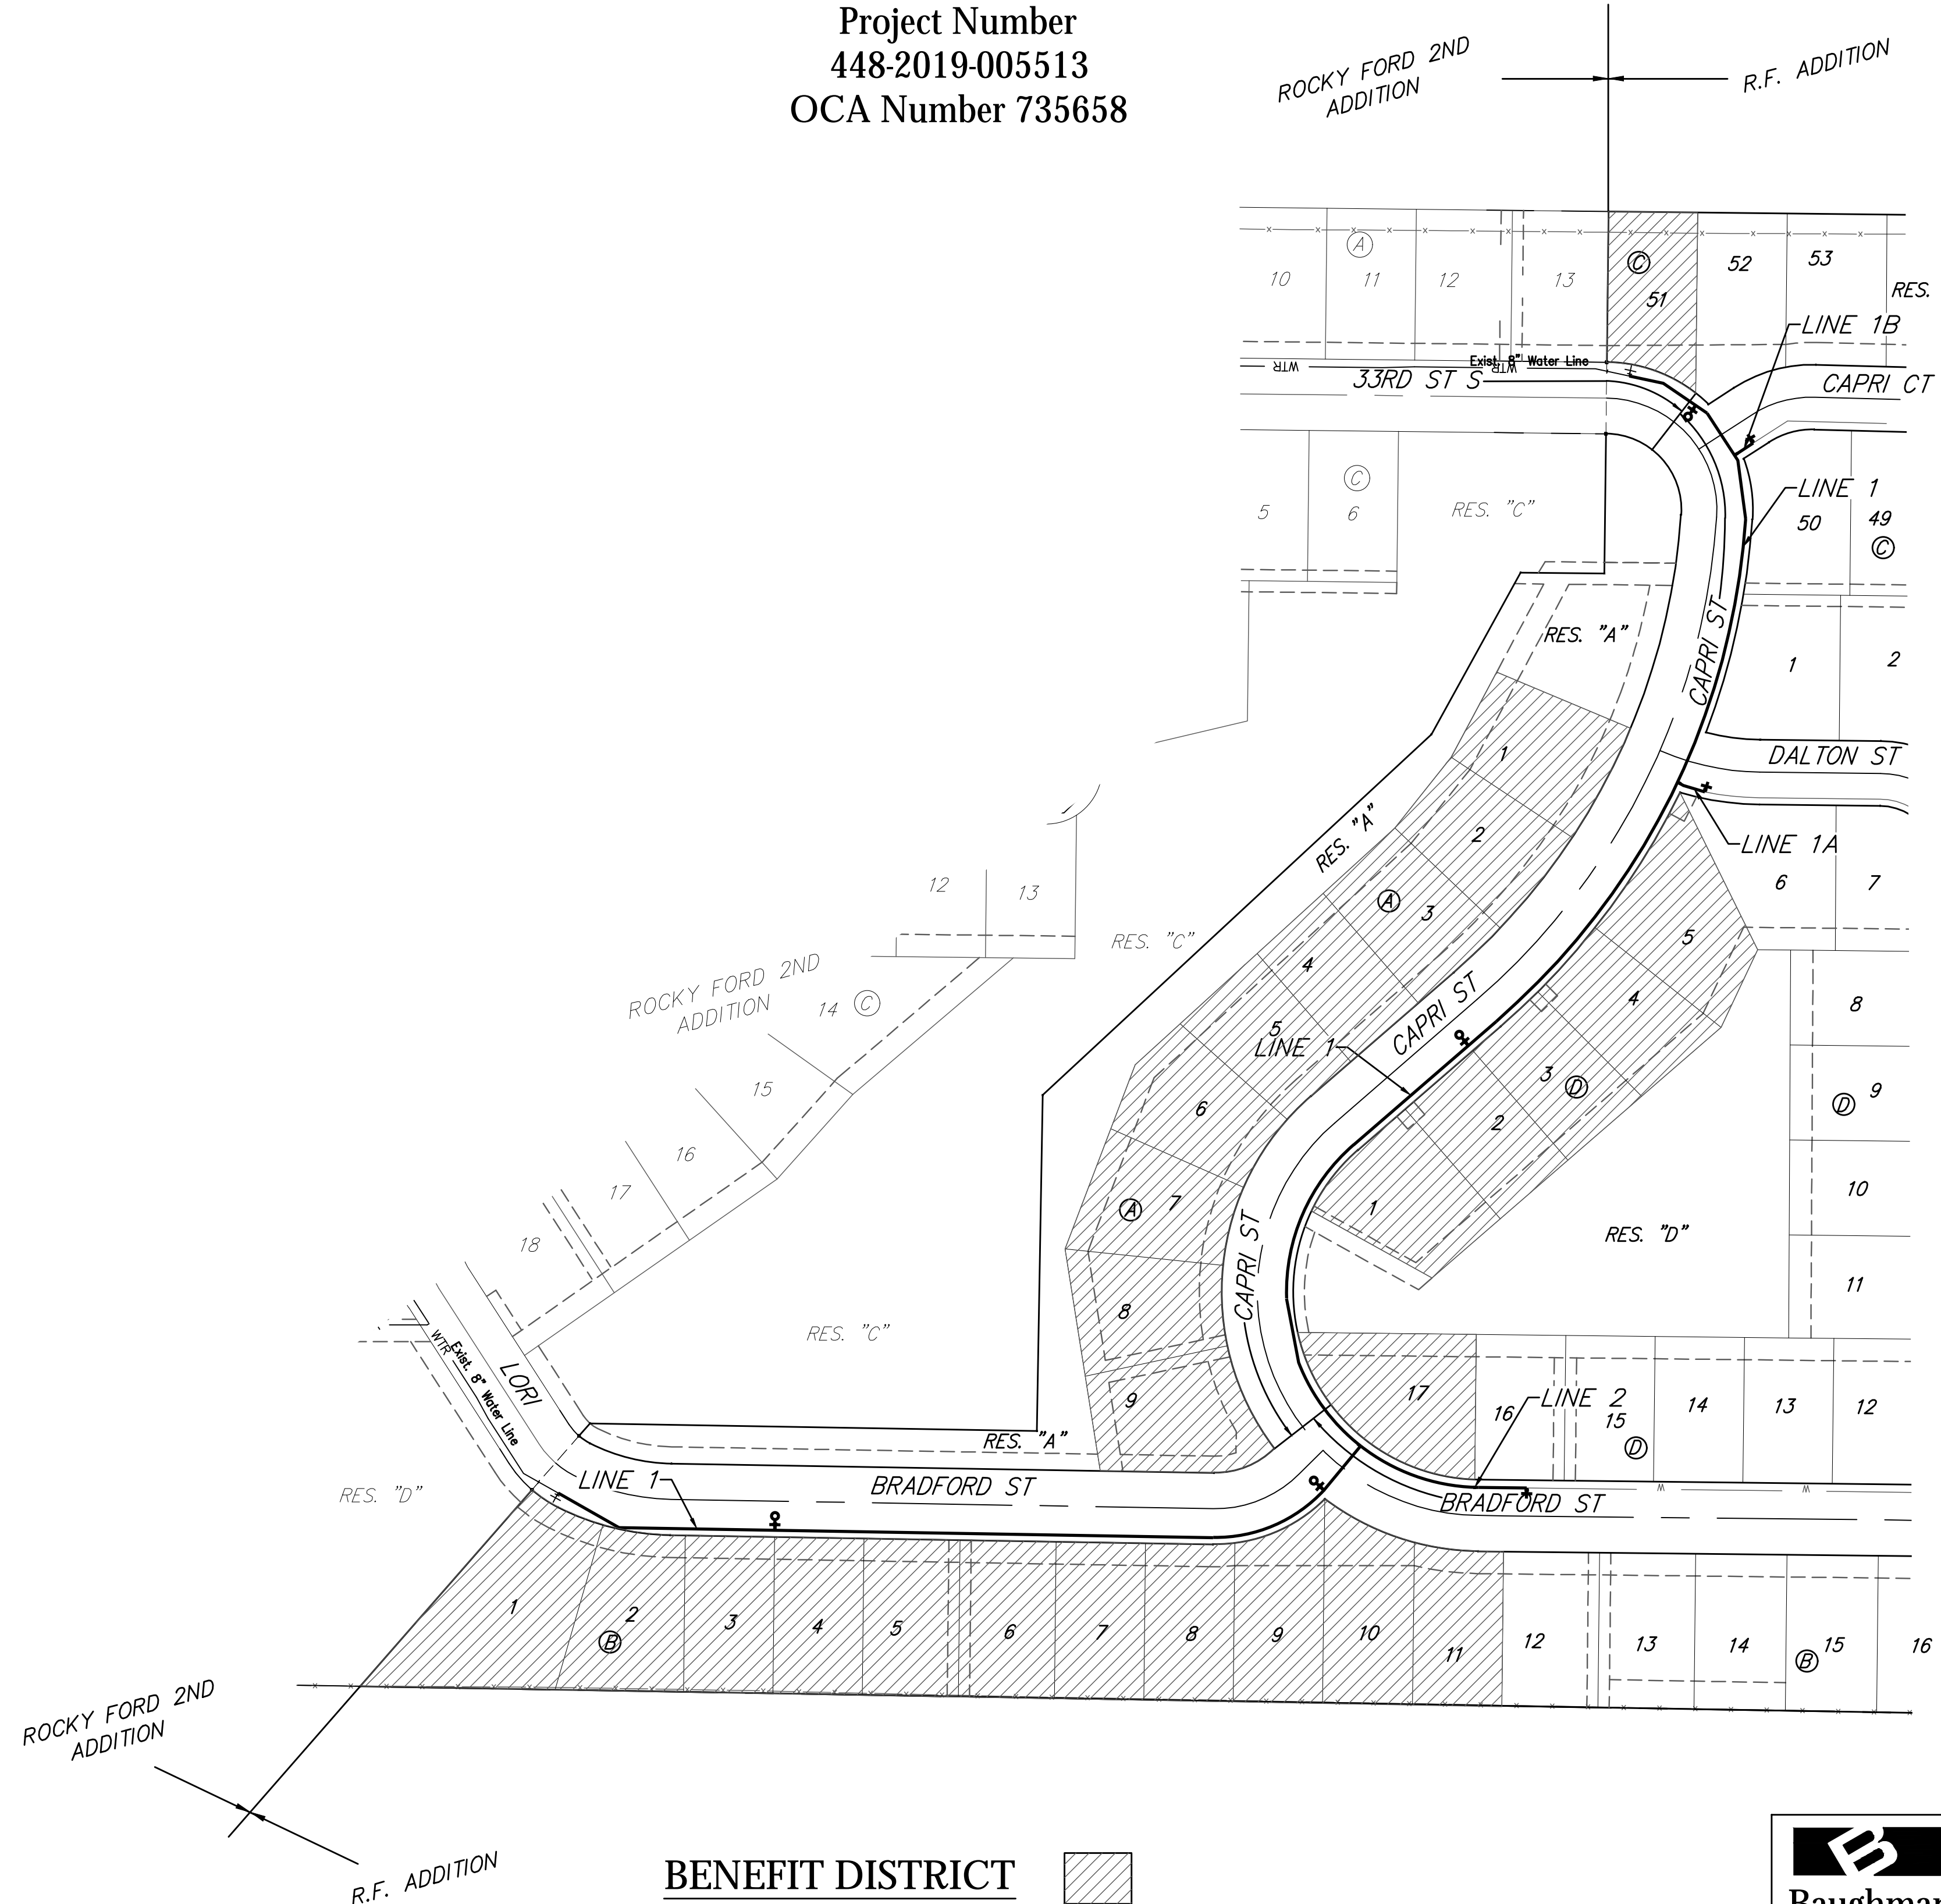 Project Number
448-2019-005513
OCA Number 735658
ROCKY FORD 2ND
ADDITION
R.F. ADDITION
A
10
11
12
13
C
51
52
53
RES.
LINE 1B
Exist. 8" Water Line
WTR
WTR
33RD ST S
CAPRI CT
LINE 1
5
C
6
RES. "C"
50
49
C
CAPRI ST
RES. "A"
1
2
DALTON ST
LINE 1A
1
2
RES. "A"
A
3
4
5
6
7
5
4
12
13
RES. "C"
ROCKY FORD 2ND
ADDITION
14
C
15
16
17
18
CAPRI ST
LINE 1
5
6
3
D
2
1
8
D
9
10
11
RES. "D"
A
7
8
9
CAPRI ST
RES. "C"
WTR
Exist. 8" Water Line
LORI
17
16
LINE 2
15
D
14
13
12
RES. "A"
RES. "D"
LINE 1
BRADFORD ST
BRADFORD ST
W
W
1
2
B
3
4
5
6
7
8
9
10
11
12
13
14
B
15
16
ROCKY FORD 2ND
ADDITION
R.F. ADDITION
BENEFIT DISTRICT
B
Baughman